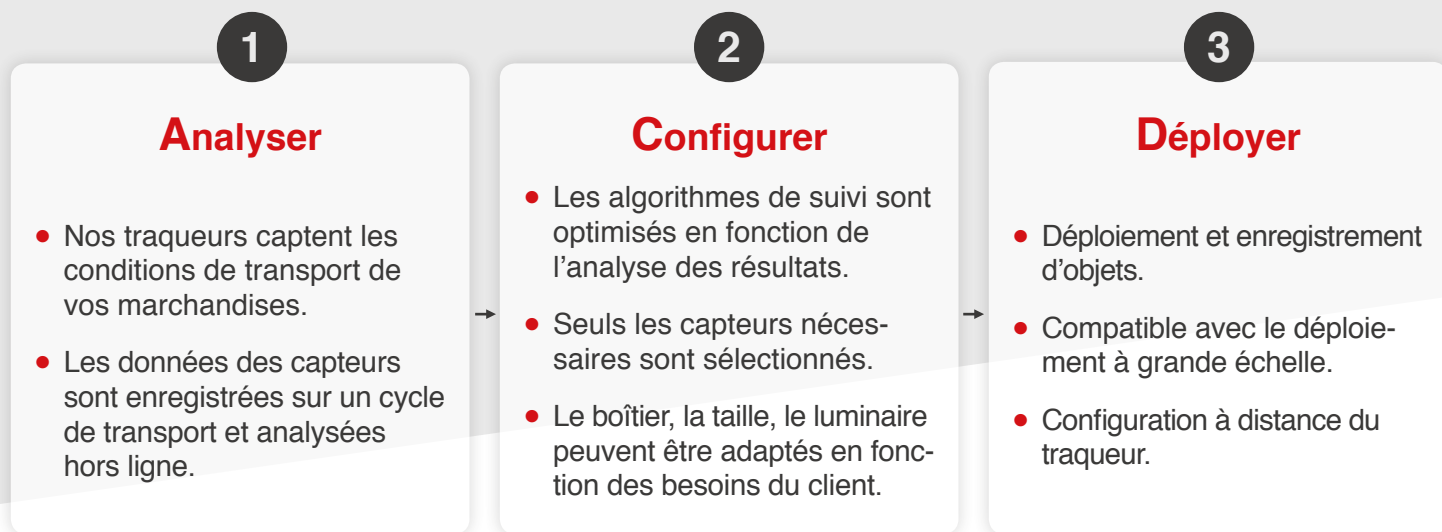 1
Analyser
• Nos traqueurs captent les
conditions de transport de
vos marchandises.
• Les données des capteurs
sont enregistrées sur un cycle
de transport et analysées
hors ligne.
2
Configurer
• Les algorithmes de suivi sont
optimisés en fonction de
l’analyse des résultats.
• Seuls les capteurs néces-
saires sont sélectionnés.
• Le boîtier, la taille, le luminaire
peuvent être adaptés en fonc-
tion des besoins du client.
3
Déployer
• Déploiement et enregistrement
d’objets.
• Compatible avec le déploie-
ment à grande échelle.
• Configuration à distance du
traqueur.